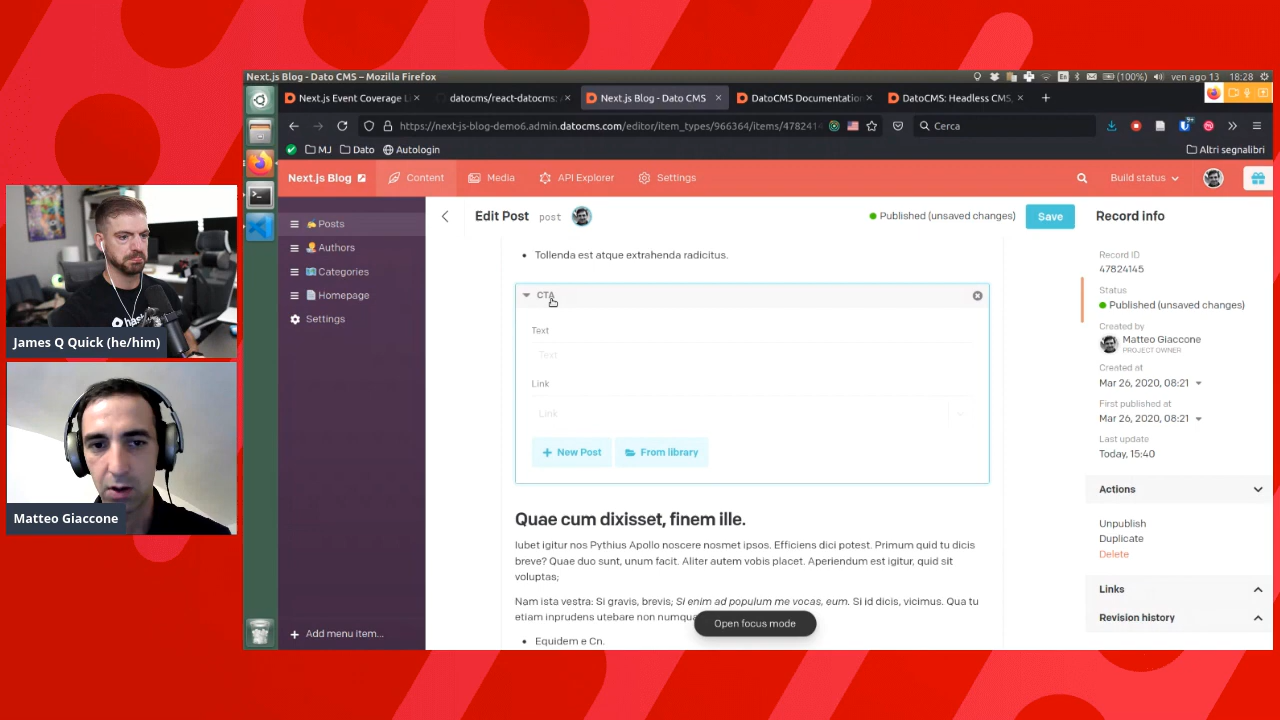 Next.js Blog - Dato CMS – Mozilla Firefox
En
(100%)
ven ago 13
18:28
Next.js Event Coverage L
datocms/react-datocms:
Next.js Blog - Dato CMS
DatoCMS Documentation
DatoCMS: Headless CMS,
https://next-js-blog-demo6.admin.datocms.com/editor/item_types/966364/items/478241
Cerca
MJ
Dato
Autologin
Altri segnalibri
Next.js Blog
Content
Media
API Explorer
Settings
Build status
Posts
Authors
Categories
Homepage
Settings
Add menu item...
Edit Post
post
Published (unsaved changes)
Save
Tollenda est atque extrahenda radicitus.
CTA
Text
Text
Link
Link
New Post
From library
Quae cum dixisset, finem ille.
Iubet igitur nos Pythius Apollo noscere nosmet ipsos. Efficiens dici potest. Primum quid tu dicis
breve? Quae duo sunt, unum facit. Aliter autem vobis placet. Aperiendum est igitur, quid sit
voluptas;
Nam ista vestra: Si gravis, brevis; Si enim ad populum me vocas, eum. Si id dicis, vicimus. Qua tu
etiam inprudens utebare non numqua
Equidem e Cn.
Open focus mode
Record info
Record ID
47824145
Status
Published (unsaved changes)
Created by
Matteo Giaccone
PROJECT OWNER
Created at
Mar 26, 2020, 08:21
First published at
Mar 26, 2020, 08:21
Last update
Today, 15:40
Actions
Unpublish
Duplicate
Delete
Links
Revision history
James Q Quick (he/him)
Matteo Giaccone